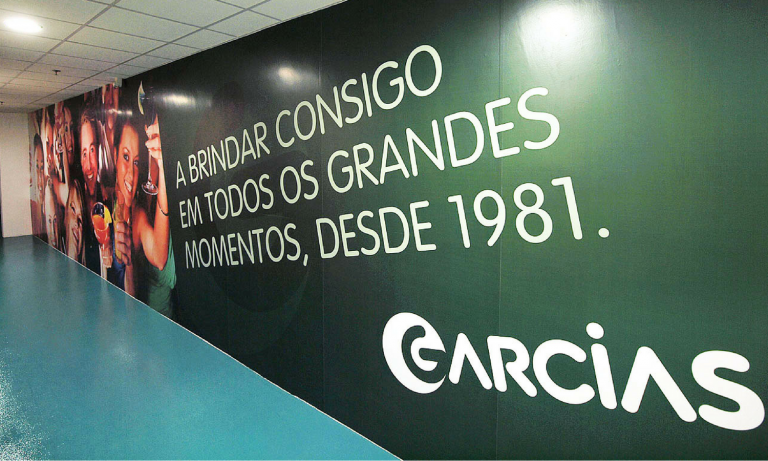 A BRINDAR CONSIGO
EM TODOS OS GRANDES
MOMENTOS, DESDE 1981.
GARCIAS